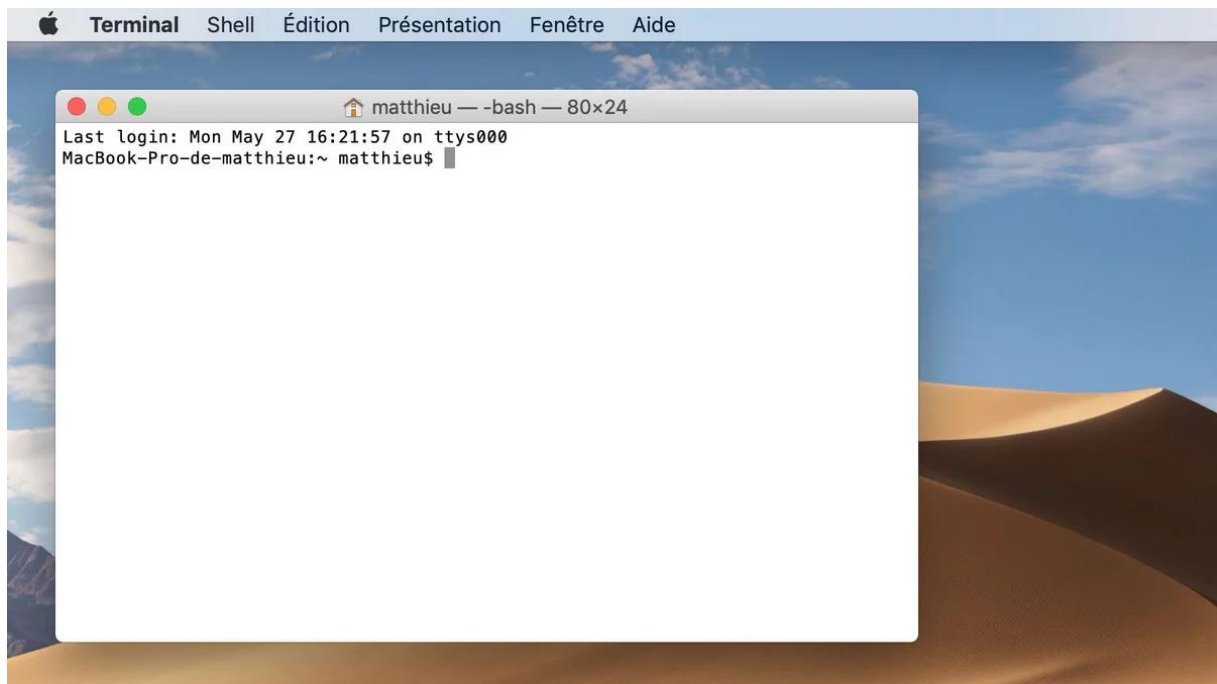 Terminal Shell Édition Présentation Fenêtre Aide
matthieu — -bash — 80×24
Last login: Mon May 27 16:21:57 on ttys000
MacBook-Pro-de-matthieu:~ matthieu$